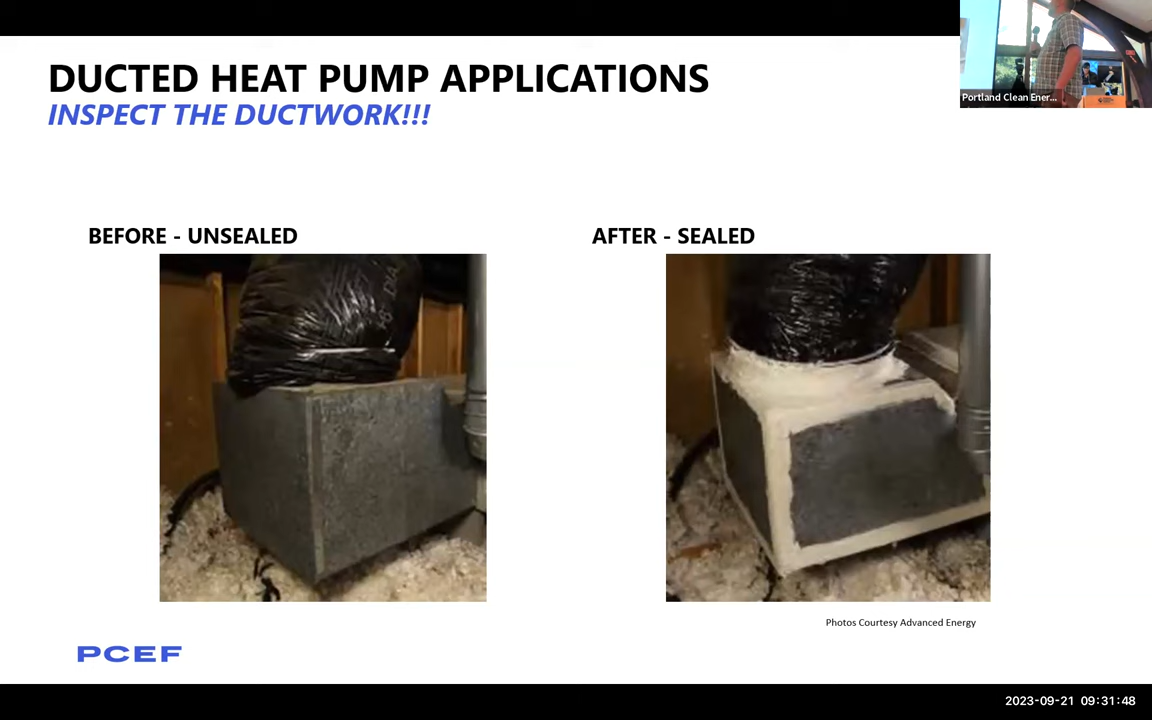 DUCTED HEAT PUMP APPLICATIONS
INSPECT THE DUCTWORK!!!
Portland Clean Ener...
BEFORE - UNSEALED
AFTER - SEALED
Photos Courtesy Advanced Energy
PCEF
2023-09-21 09:31:48